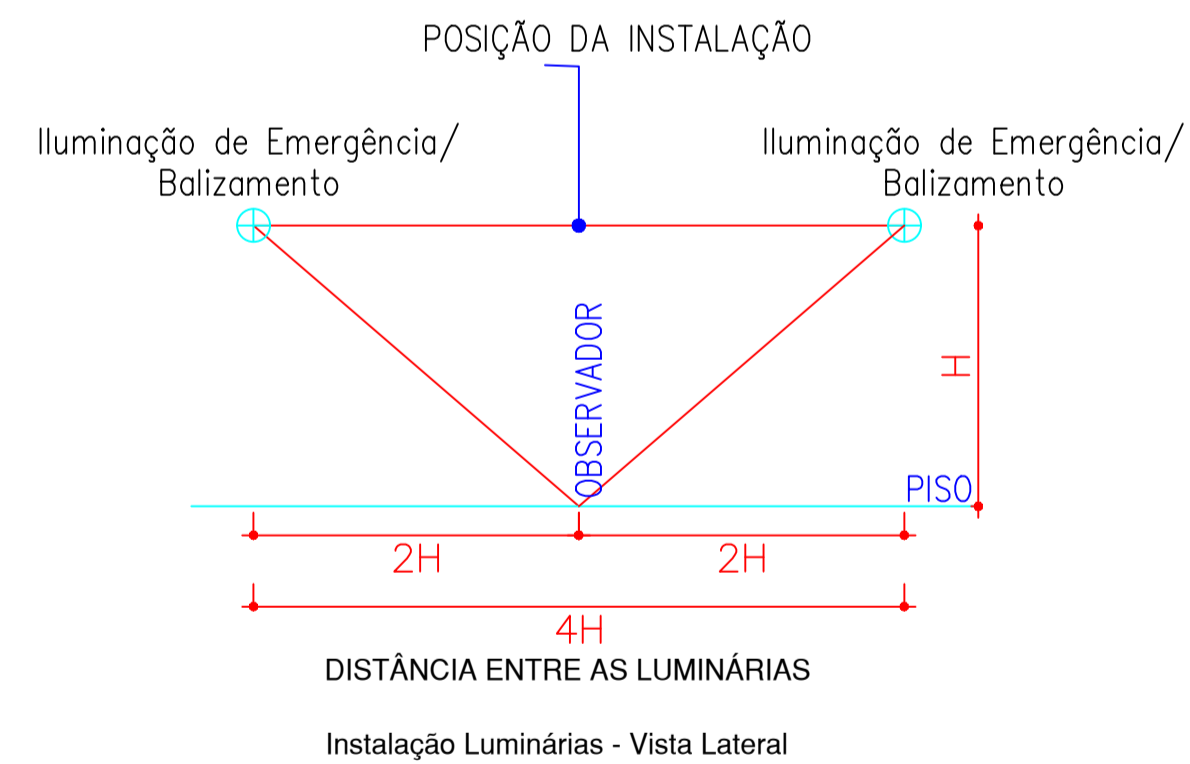 POSIÇÃO DA INSTALAÇÃO
Iluminação de Emergência/
Balizamento
Iluminação de Emergência/
Balizamento
OBSERVADOR
H
PISO
2H
2H
4H
DISTÂNCIA ENTRE AS LUMINÁRIAS
Instalação Luminárias - Vista Lateral